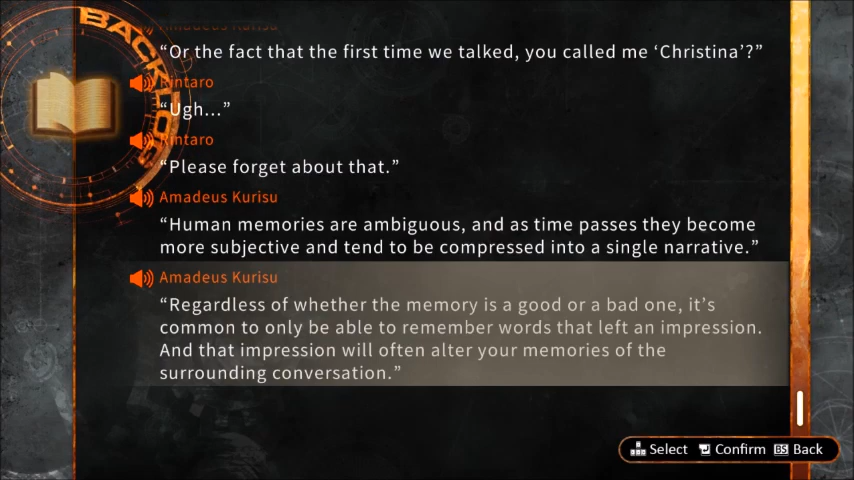 BACKLOG
Amadeus Kurisu
“Or the fact that the first time we talked, you called me ‘Christina’?”
Rintaro
“Ugh...”
Rintaro
“Please forget about that.”
Amadeus Kurisu
“Human memories are ambiguous, and as time passes they become
more subjective and tend to be compressed into a single narrative.”
Amadeus Kurisu
“Regardless of whether the memory is a good or a bad one, it’s
common to only be able to remember words that left an impression.
And that impression will often alter your memories of the
surrounding conversation.”
Select Confirm BS Back